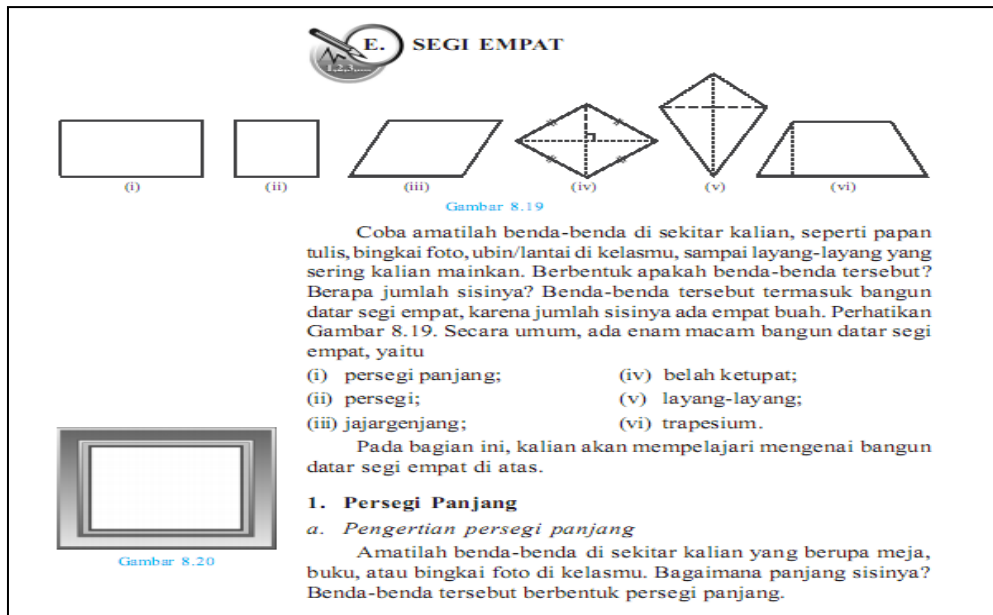 E. SEGI EMPAT
(i) (ii) (iii) (iv) (v) (vi)
Gambar 8.19
Coba amatilah benda-benda di sekitar kalian, seperti papan
tulis, bingkai foto, ubin/lantai di kelasmu, sampai layang-layang yang
sering kalian mainkan. Berbentuk apakah benda-benda tersebut?
Berapa jumlah sisinya? Benda-benda tersebut termasuk bangun
datar segi empat, karena jumlah sisinya ada empat buah. Perhatikan
Gambar 8.19. Secara umum, ada enam macam bangun datar segi
empat, yaitu
(i) persegi panjang; (iv) belah ketupat;
(ii) persegi; (v) layang-layang;
(iii) jajargenjang; (vi) trapesium.
Pada bagian ini, kalian akan mempelajari mengenai bangun
datar segi empat di atas.
1. Persegi Panjang
a. Pengertian persegi panjang
Amatilah benda-benda di sekitar kalian yang berupa meja,
buku, atau bingkai foto di kelasmu. Bagaimana panjang sisinya?
Benda-benda tersebut berbentuk persegi panjang.
Gambar 8.20